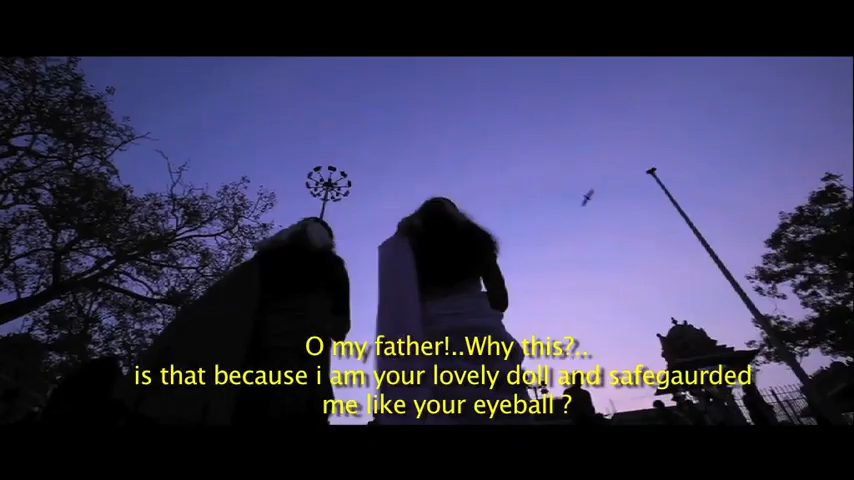 O my father!..Why this?..
is that because i am your lovely doll and safegaurded
me like your eyeball ?